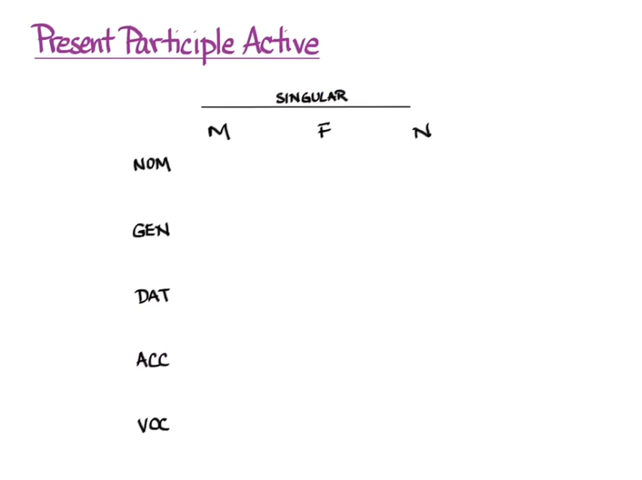 Present Participle Active
SINGULAR
M F N
NOM
GEN
DAT
ACC
VOC